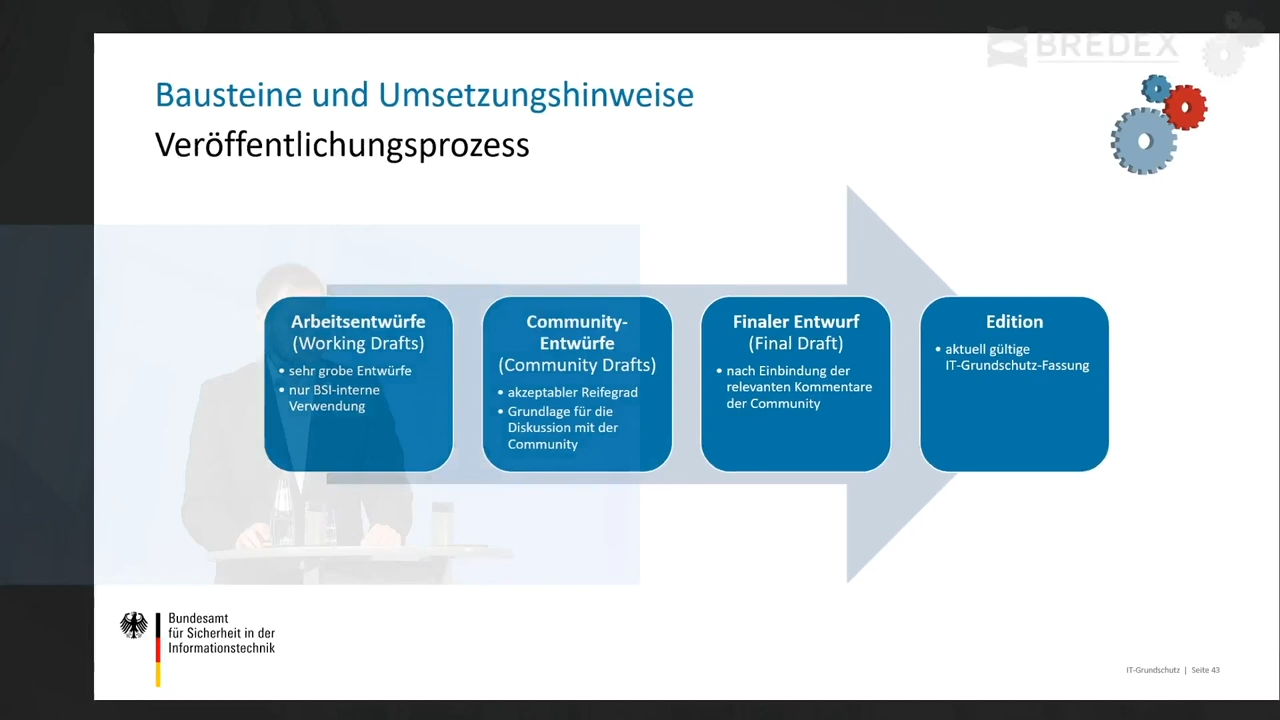 BREDEX
Bausteine und Umsetzungshinweise
Veröffentlichungsprozess
Arbeitsentwürfe
(Working Drafts)
• sehr grobe Entwürfe
• nur BSI-interne
Verwendung
Community-
Entwürfe
(Community Drafts)
• akzeptabler Reifegrad
• Grundlage für die
Diskussion mit der
Community
Finaler Entwurf
(Final Draft)
• nach Einbindung der
relevanten Kommentare
der Community
Edition
• aktuell gültige
IT-Grundschutz-Fassung
Bundesamt
für Sicherheit in der
Informationstechnik
IT-Grundschutz | Seite 43